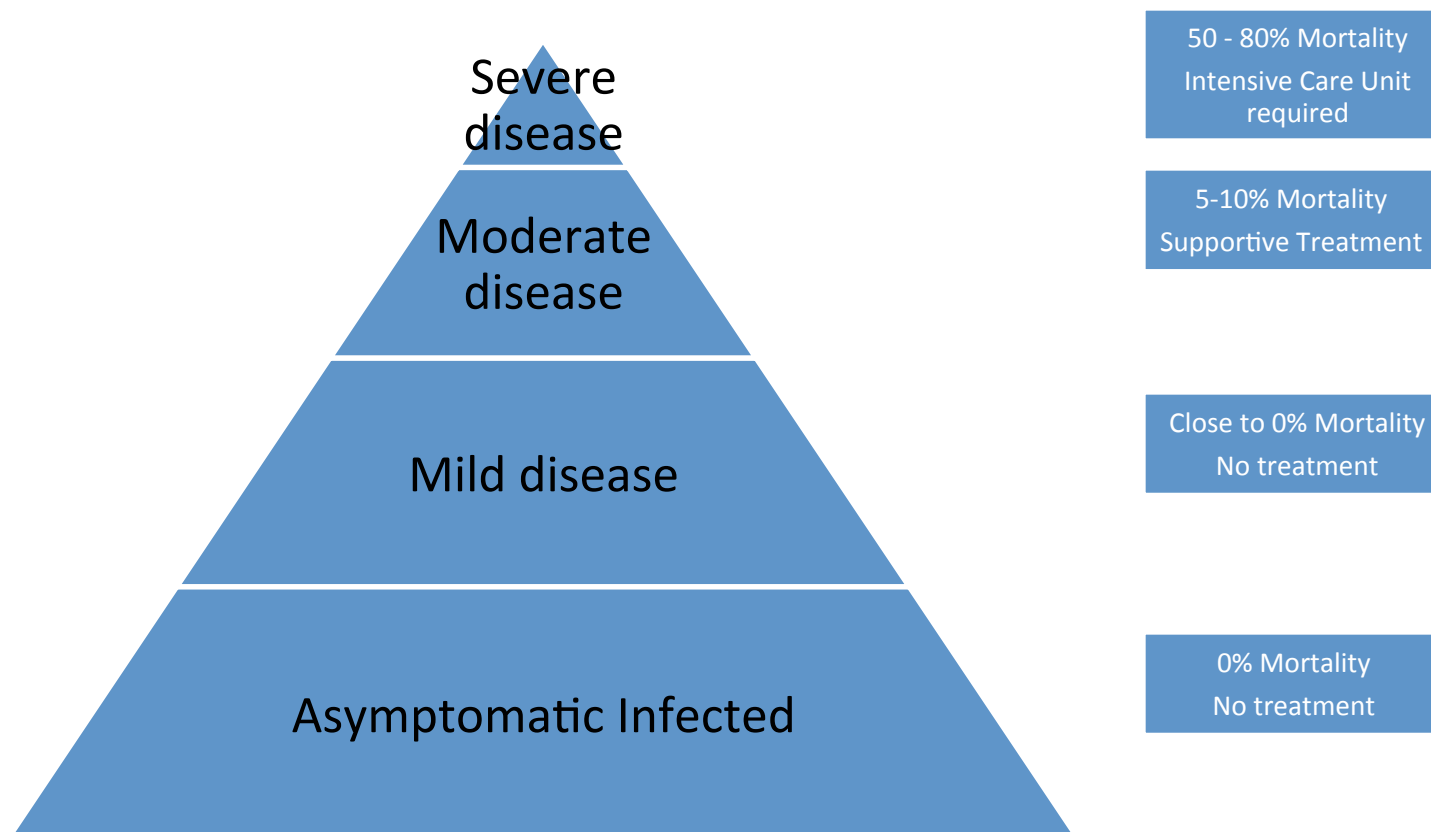 Severe
disease
50 - 80% Mortality
Intensive Care Unit
required
Moderate
disease
5-10% Mortality
Supportive Treatment
Mild disease
Close to 0% Mortality
No treatment
Asymptomatic Infected
0% Mortality
No treatment